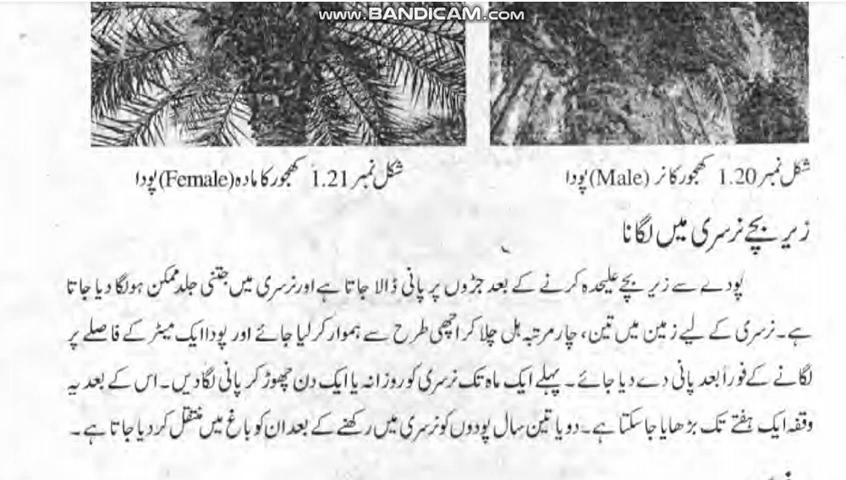 www.BANDICAM.com
شکل نمبر 1.20 کھجور کا نر (Male) پودا
شکل نمبر 1.21 کھجور کا مادہ (Female) پودا
زیر بچے نرسری میں لگانا
پودے سے زیر بچے علیحدہ کرنے کے بعد جڑوں پر پانی ڈالا جاتا ہے اور نرسری میں جتنی جلد ممکن ہو لگا دیا جاتا
ہے۔ نرسری کے لیے زمین میں تین، چار مرتبہ ہل چلا کر اچھی طرح سے ہموار کر لیا جائے اور پودا ایک میٹر کے فاصلے پر
لگانے کے فوراً بعد پانی دے دیا جائے۔ پہلے ایک ماہ تک نرسری کو روزانہ یا ایک دن چھوڑ کر پانی لگا دیں۔ اس کے بعد یہ
وقفہ ایک ہفتے تک بڑھایا جا سکتا ہے۔ دو یا تین سال پودوں کو نرسری میں رکھنے کے بعد ان کو باغ میں منتقل کر دیا جاتا ہے۔